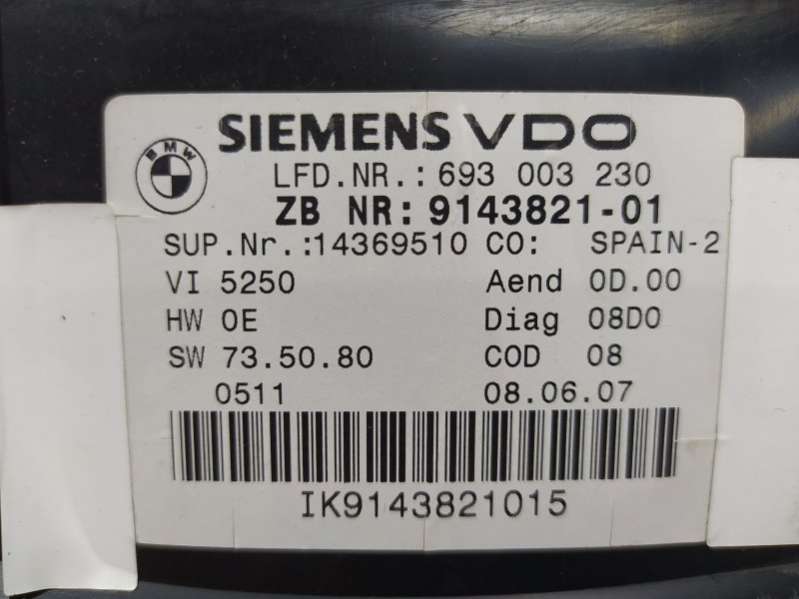 SIEMENS VDO
BMW
LFD.NR.: 693 003 230
ZB NR: 9143821-01
SUP.Nr.:14369510 CO: SPAIN-2
VI 5250 Aend 0D.00
HW 0E Diag 08D0
SW 73.50.80 COD 08
0511 08.06.07
IK9143821015